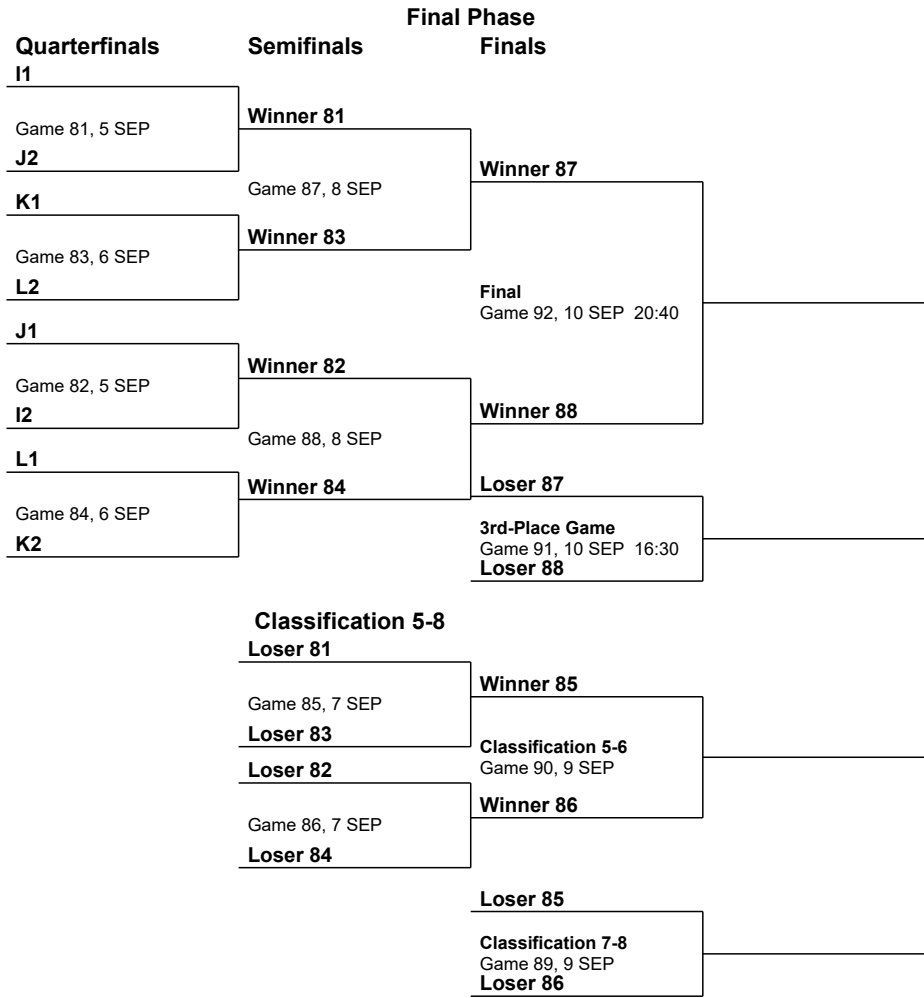 Final Phase
Quarterfinals
Semifinals
Finals
I1
Game 81, 5 SEP
J2
K1
Game 83, 6 SEP
L2
J1
Game 82, 5 SEP
I2
L1
Game 84, 6 SEP
K2
Winner 81
Game 87, 8 SEP
Winner 83
Winner 82
Game 88, 8 SEP
Winner 84
Winner 87
Final
Game 92, 10 SEP 20:40
Winner 88
Loser 87
3rd-Place Game
Game 91, 10 SEP 16:30
Loser 88
Classification 5-8
Loser 81
Game 85, 7 SEP
Loser 83
Loser 82
Game 86, 7 SEP
Loser 84
Winner 85
Classification 5-6
Game 90, 9 SEP
Winner 86
Loser 85
Classification 7-8
Game 89, 9 SEP
Loser 86